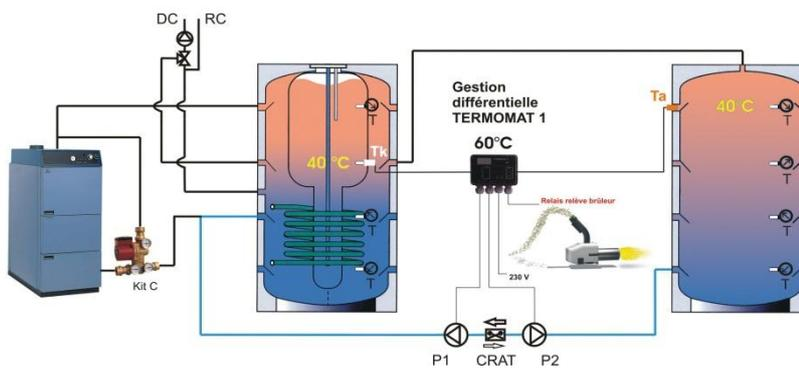 DC RC
Gestion
différentielle
TERMOMAT 1
60°C
Ta
40°C
T
Tk
40°C
T
T
T
T
T
T
Relais relève brûleur
230 V
Kit C
P1 CRAT P2